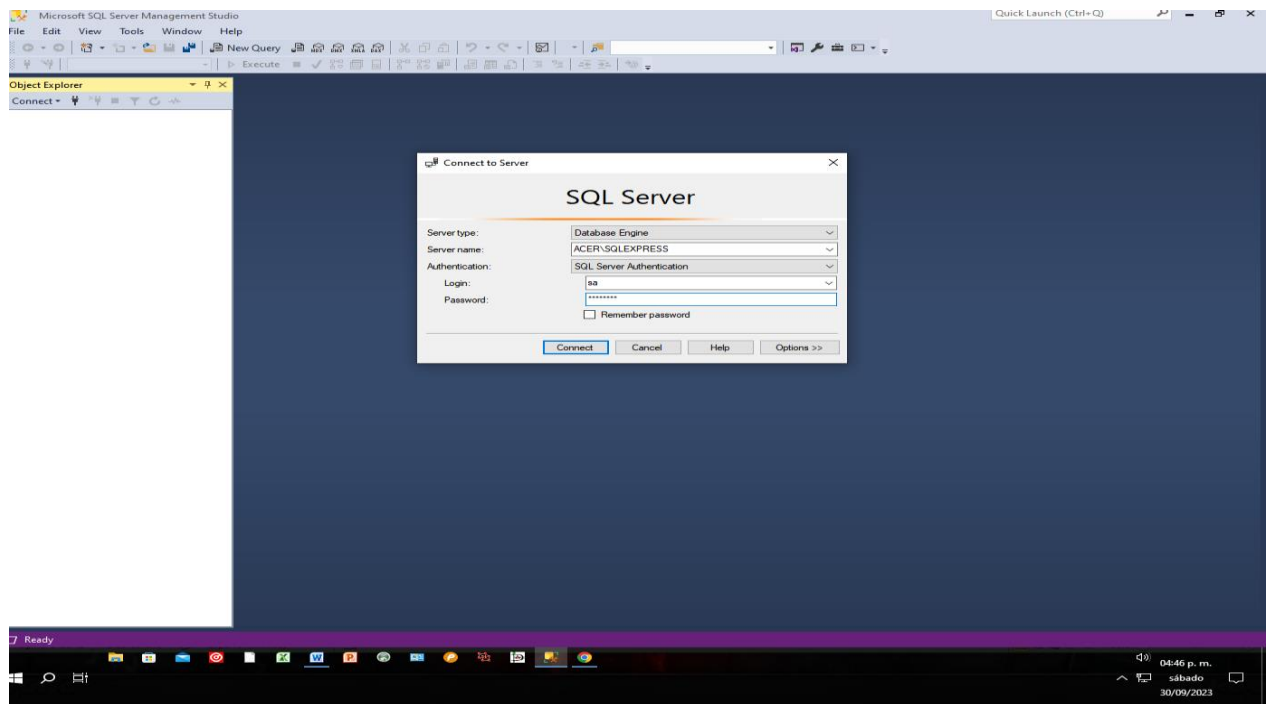 Microsoft SQL Server Management Studio
Quick Launch (Ctrl+Q)
File Edit View Tools Window Help
New Query
Execute
Object Explorer
Connect
Connect to Server
SQL Server
Server type: Database Engine
Server name: ACER\SQLEXPRESS
Authentication: SQL Server Authentication
Login: sa
Password: ********
Remember password
Connect Cancel Help Options >>
Ready
04:46 p. m.
sábado
30/09/2023